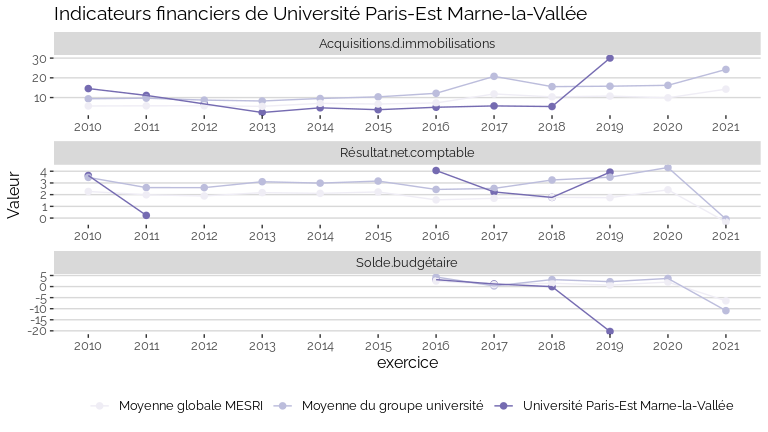 Indicateurs financiers de Université Paris-Est Marne-la-Vallée
Acquisitions.d.immobilisations
30
20
10
2010 2011 2012 2013 2014 2015 2016 2017 2018 2019 2020 2021
Résultat.net.comptable
4
3
2
1
0
2010 2011 2012 2013 2014 2015 2016 2017 2018 2019 2020 2021
Solde.budgétaire
5
0
-5
-10
-15
-20
2010 2011 2012 2013 2014 2015 2016 2017 2018 2019 2020 2021
Valeur
exercice
Moyenne globale MESRI Moyenne du groupe université Université Paris-Est Marne-la-Vallée